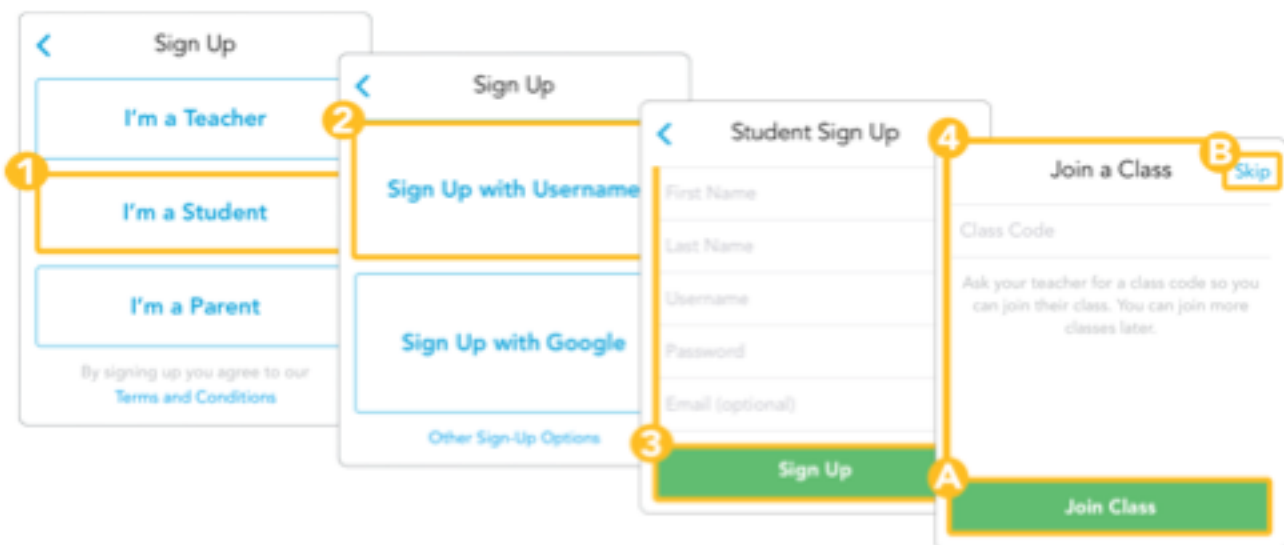 Sign Up
I'm a Teacher
1
I'm a Student
I'm a Parent
By signing up you agree to our
Terms and Conditions
Sign Up
2
Sign Up with Username
Sign Up with Google
Other Sign-Up Options
Student Sign Up
First Name
Last Name
Username
Password
Email (optional)
3
Sign Up
4
B
Join a Class
Skip
Class Code
Ask your teacher for a class code so you
can join their class. You can join more
classes later.
A
Join Class